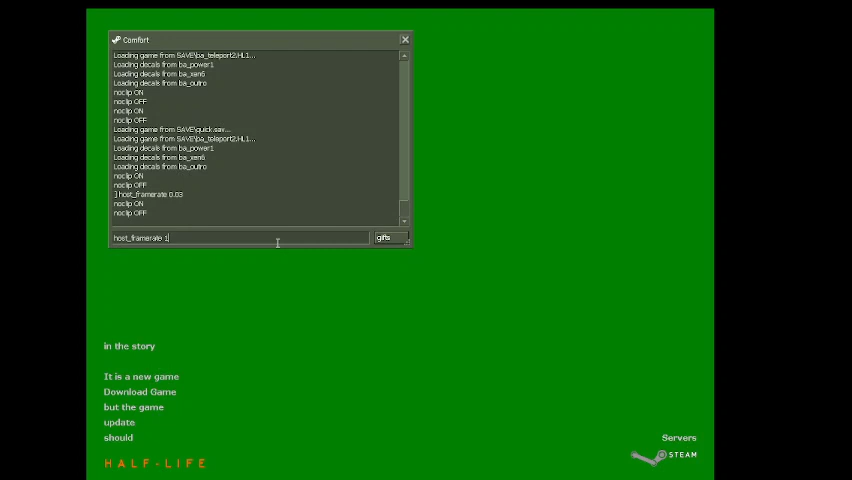 Comfort
Loading game from SAVE\ba_teleport2.HL1...
Loading decals from ba_power1
Loading decals from ba_xen6
Loading decals from ba_outro
noclip ON
noclip OFF
noclip ON
noclip OFF
Loading game from SAVE\quick.sav...
Loading game from SAVE\ba_teleport2.HL1...
Loading decals from ba_power1
Loading decals from ba_xen6
Loading decals from ba_outro
noclip ON
noclip OFF
] host_framerate 0.03
noclip ON
noclip OFF
host_framerate 1
gifts
in the story
It is a new game
Download Game
but the game
update
should
Servers
HALF-LIFE
STEAM